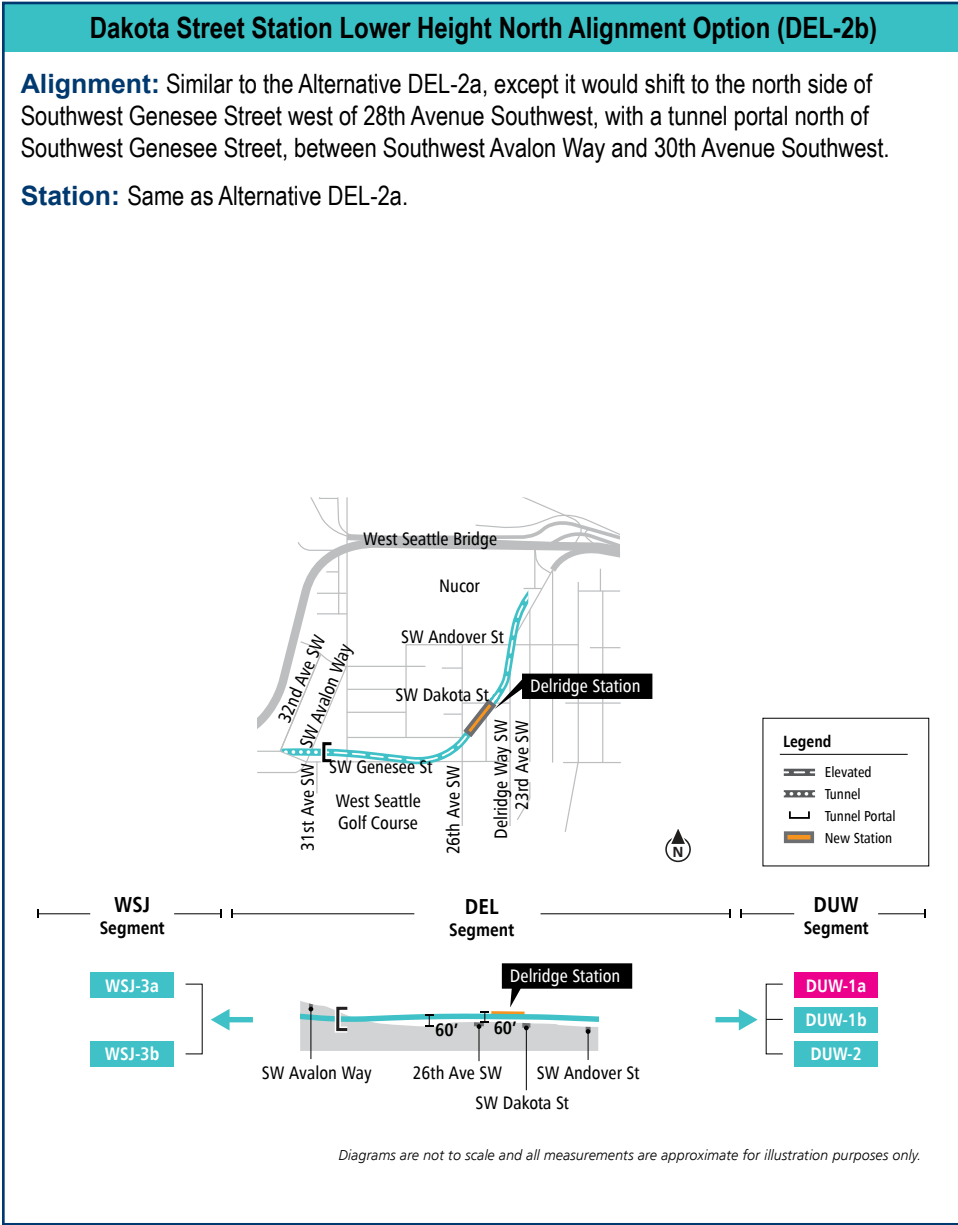 Dakota Street Station Lower Height North Alignment Option (DEL-2b)
Alignment: Similar to the Alternative DEL-2a, except it would shift to the north side of
Southwest Genesee Street west of 28th Avenue Southwest, with a tunnel portal north of
Southwest Genesee Street, between Southwest Avalon Way and 30th Avenue Southwest.
Station: Same as Alternative DEL-2a.
West Seattle Bridge
Nucor
SW Andover St
32nd Ave SW
SW Avalon Way
SW Dakota St
Delridge Station
SW Genesee St
31st Ave SW
West Seattle
Golf Course
26th Ave SW
Delridge Way SW
23rd Ave SW
N
Legend
Elevated
Tunnel
Tunnel Portal
New Station
WSJ
Segment
DEL
Segment
DUW
Segment
WSJ-3a
WSJ-3b
Delridge Station
60'
60'
SW Avalon Way
26th Ave SW
SW Andover St
SW Dakota St
DUW-1a
DUW-1b
DUW-2
Diagrams are not to scale and all measurements are approximate for illustration purposes only.